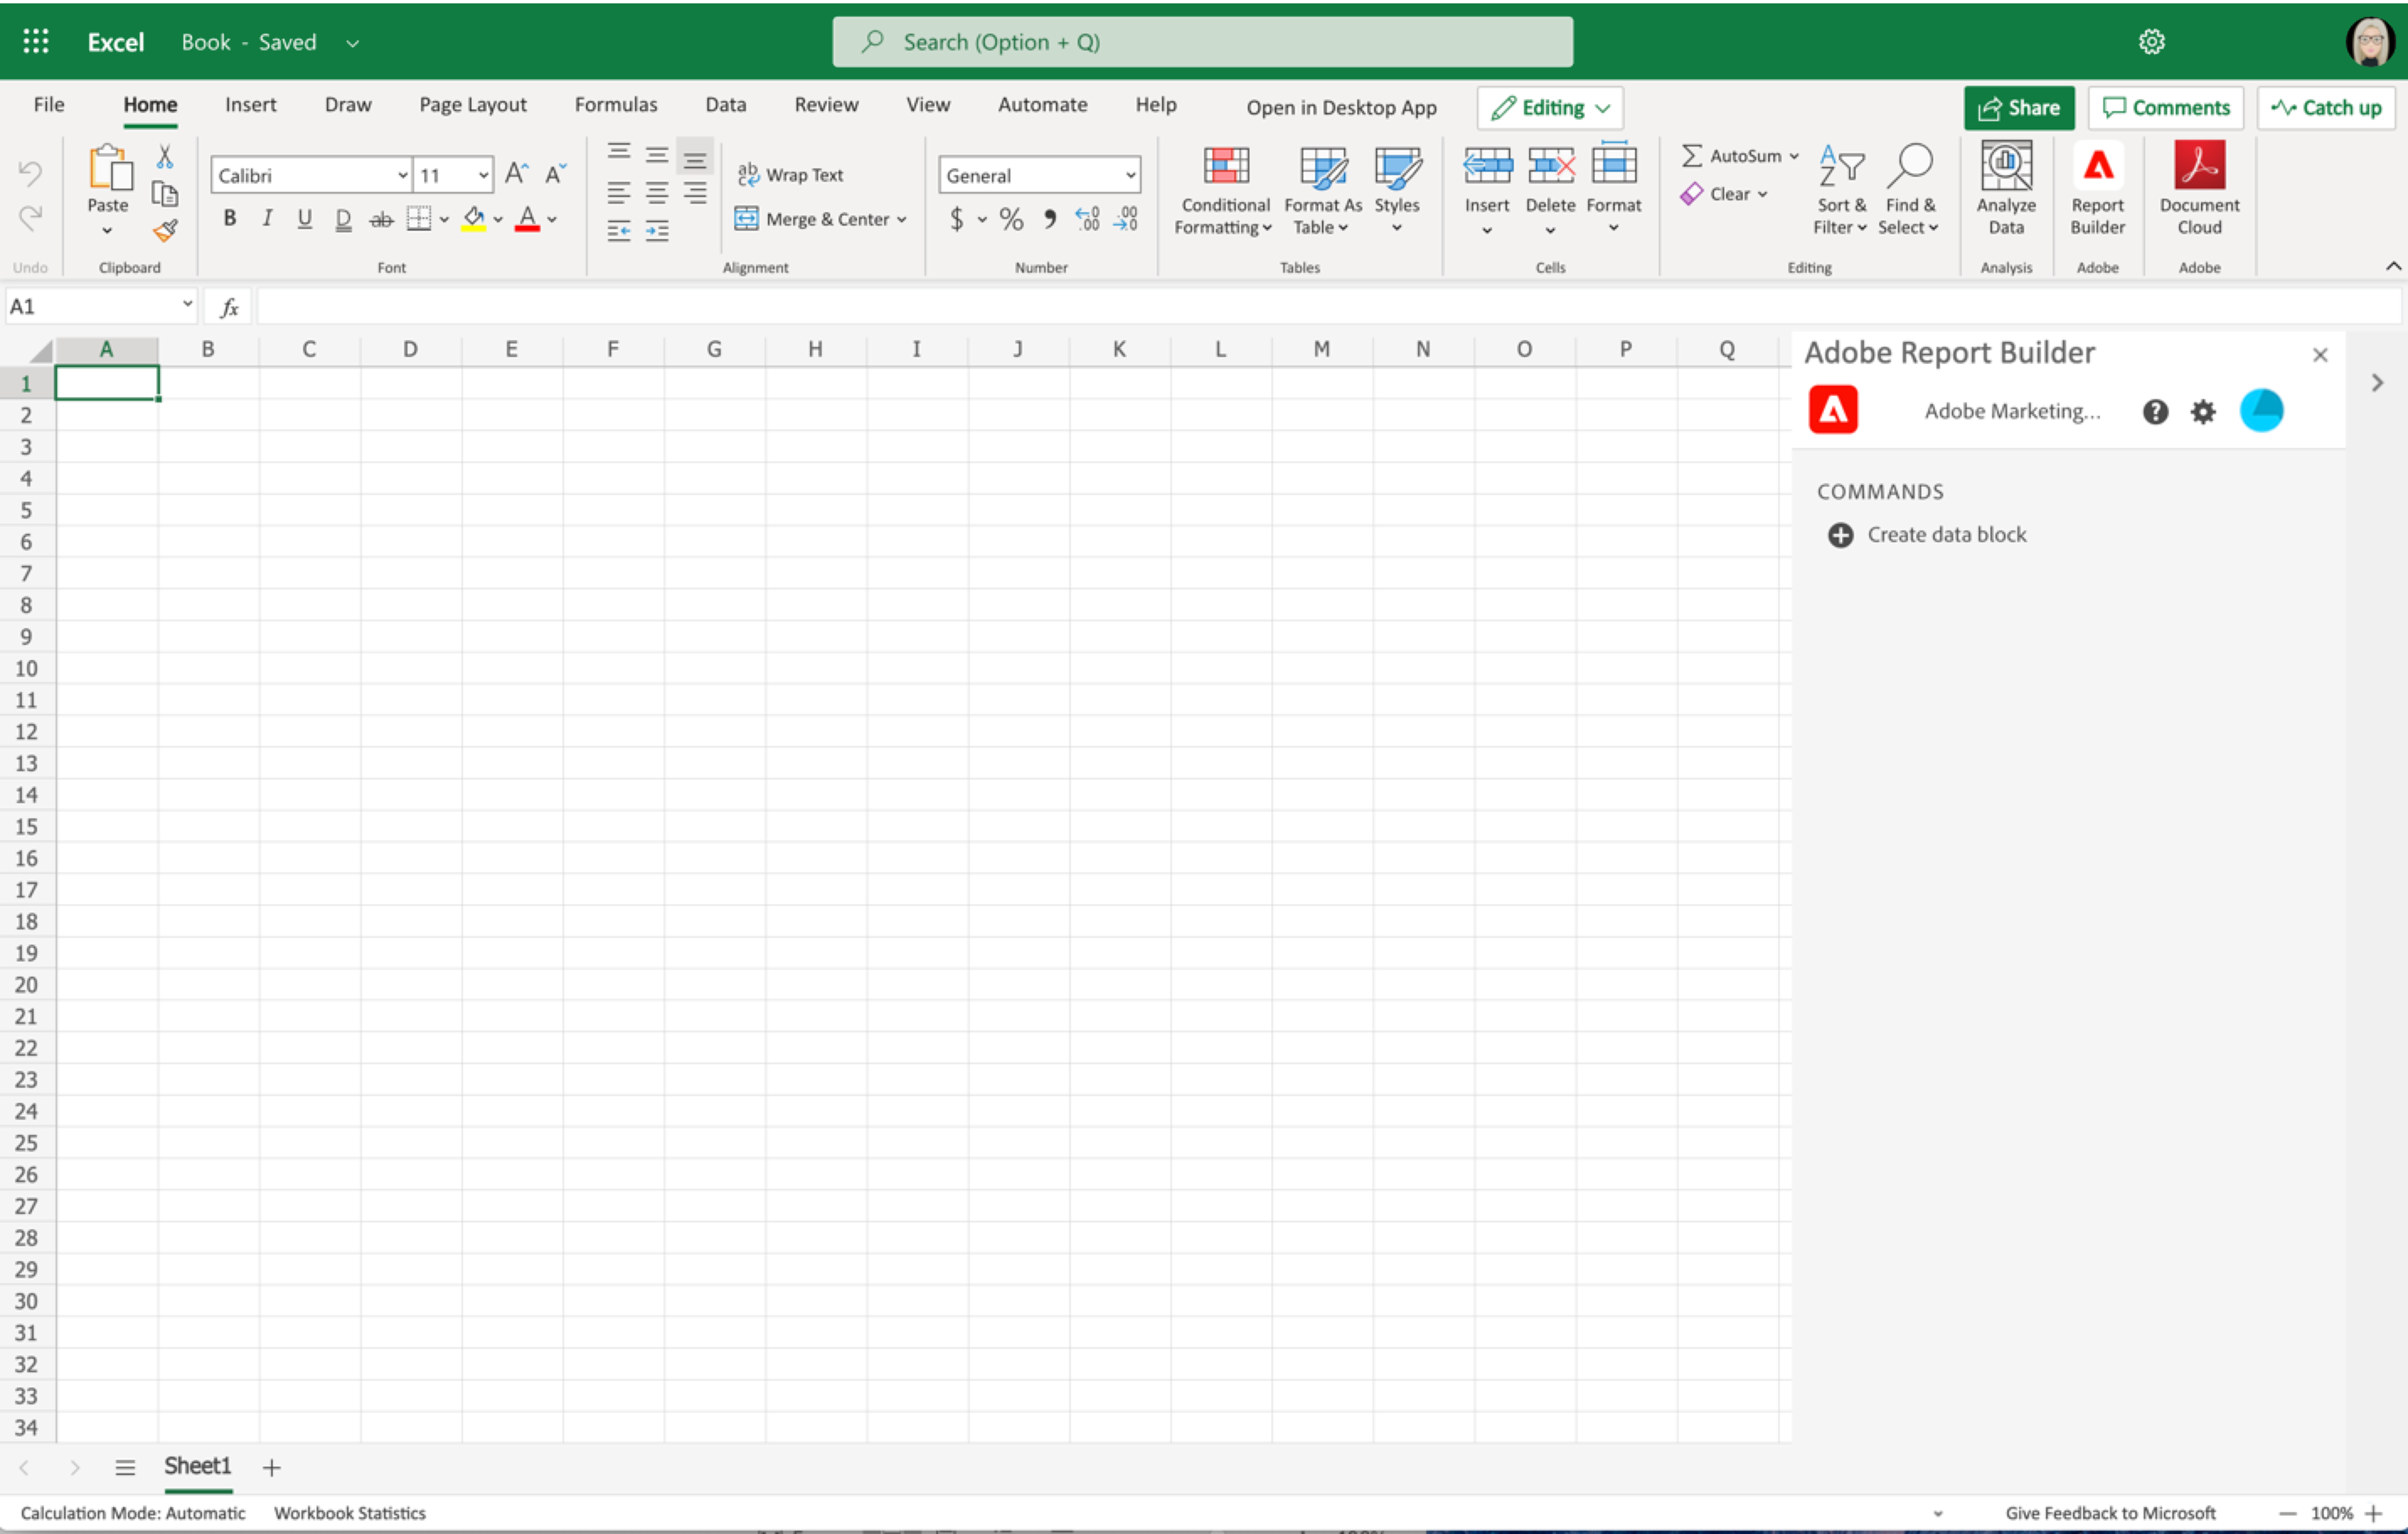 Excel Book - Saved Search (Option + Q)
File Home Insert Draw Page Layout Formulas Data Review View Automate Help Open in Desktop App Editing Share Comments Catch up
Calibri 11 ab Wrap Text General AutoSum
Paste Clear
B I U D ab A Merge & Center $ % Conditional Formatting Format As Table Styles Insert Delete Format Sort & Filter Find & Select Analyze Data Report Builder Document Cloud
Undo Clipboard Font Alignment Number Tables Cells Editing Analysis Adobe Adobe
A1 fx
A B C D E F G H I J K L M N O P Q
Adobe Report Builder
Adobe Marketing...
COMMANDS
Create data block
1
2
3
4
5
6
7
8
9
10
11
12
13
14
15
16
17
18
19
20
21
22
23
24
25
26
27
28
29
30
31
32
33
34
Sheet1
Calculation Mode: Automatic Workbook Statistics Give Feedback to Microsoft 100%